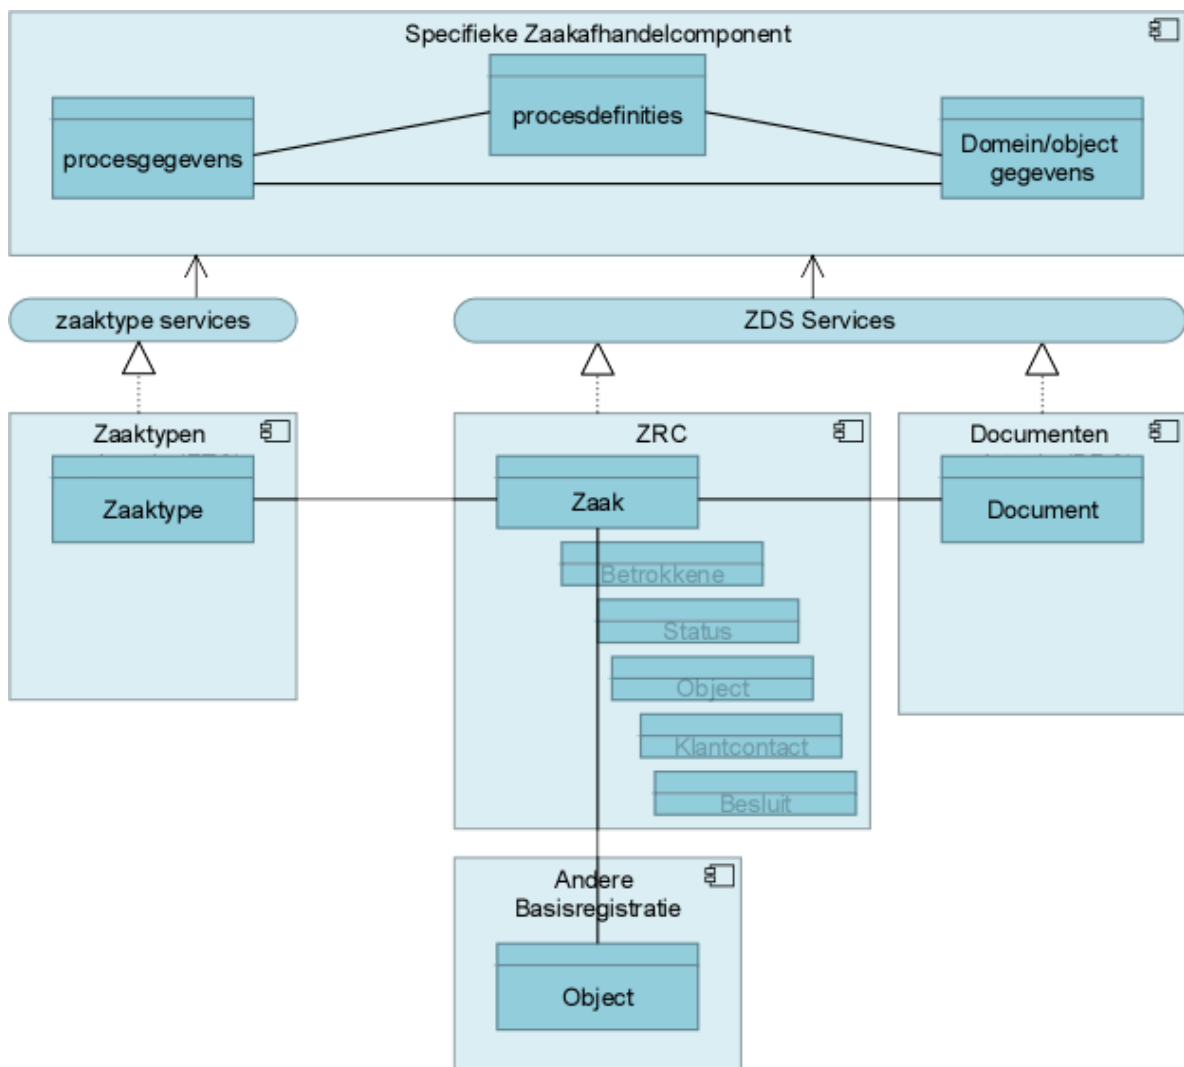 Specifieke Zaakafhandelcomponent
procesdefinities
procesgegevens
Domein/object
gegevens
zaaktype services
ZDS Services
Zaaktypen
ZRC
Documenten
Zaaktype
Zaak
Document
Betrokkene
Status
Object
Klantcontact
Besluit
Andere
Basisregistratie
Object